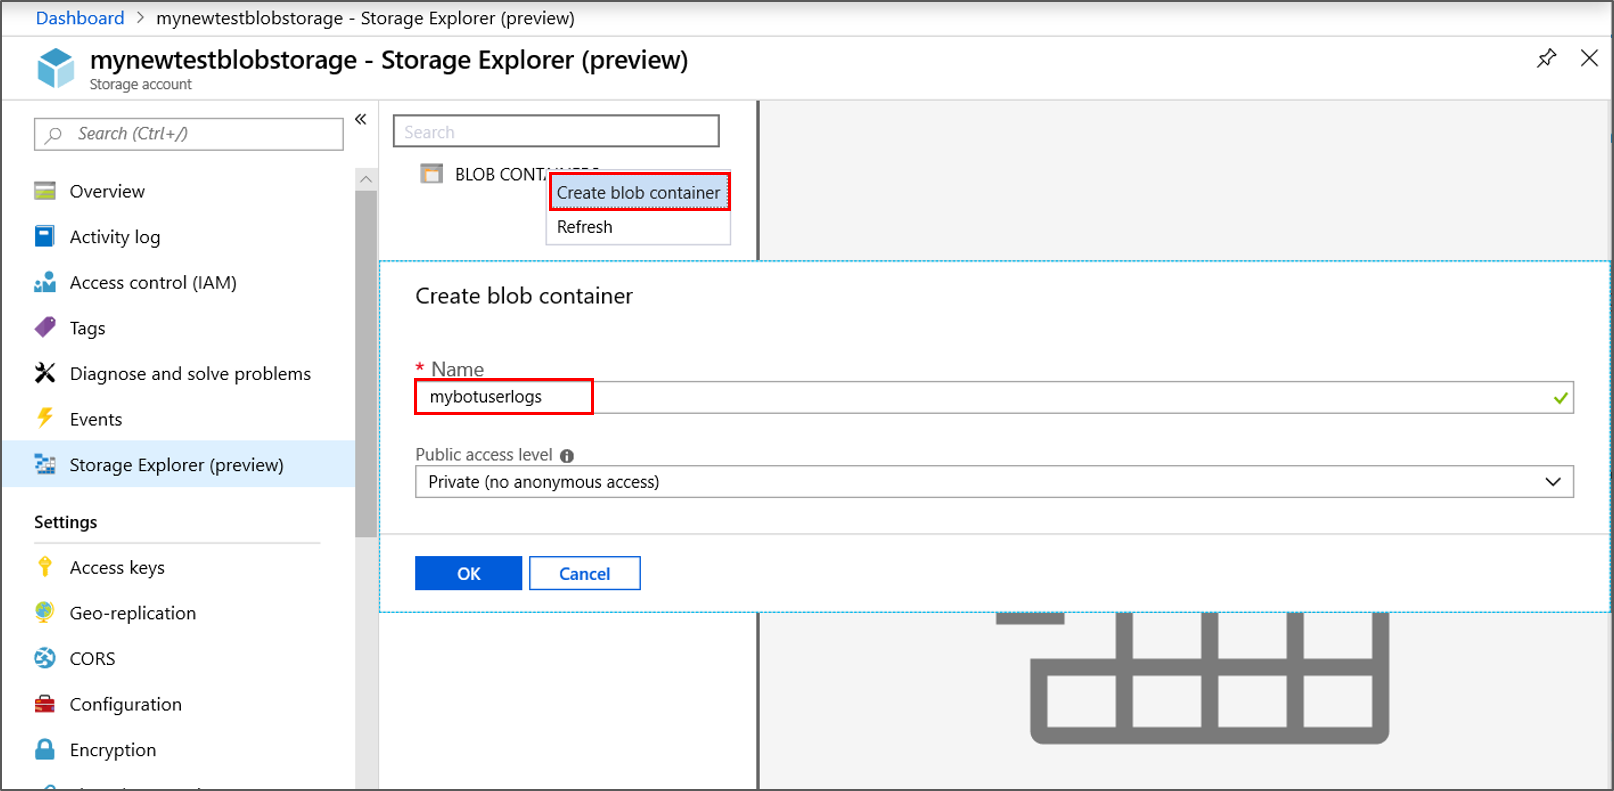 Dashboard > mynewtestblobstorage - Storage Explorer (preview)
mynewtestblobstorage - Storage Explorer (preview)
Storage account
Search (Ctrl+/)
Overview
Activity log
Access control (IAM)
Tags
Diagnose and solve problems
Events
Storage Explorer (preview)
Settings
Access keys
Geo-replication
CORS
Configuration
Encryption
Search
BLOB
Create blob container
Refresh
Create blob container
* Name
mybotuserlogs
Public access level
Private (no anonymous access)
OK
Cancel